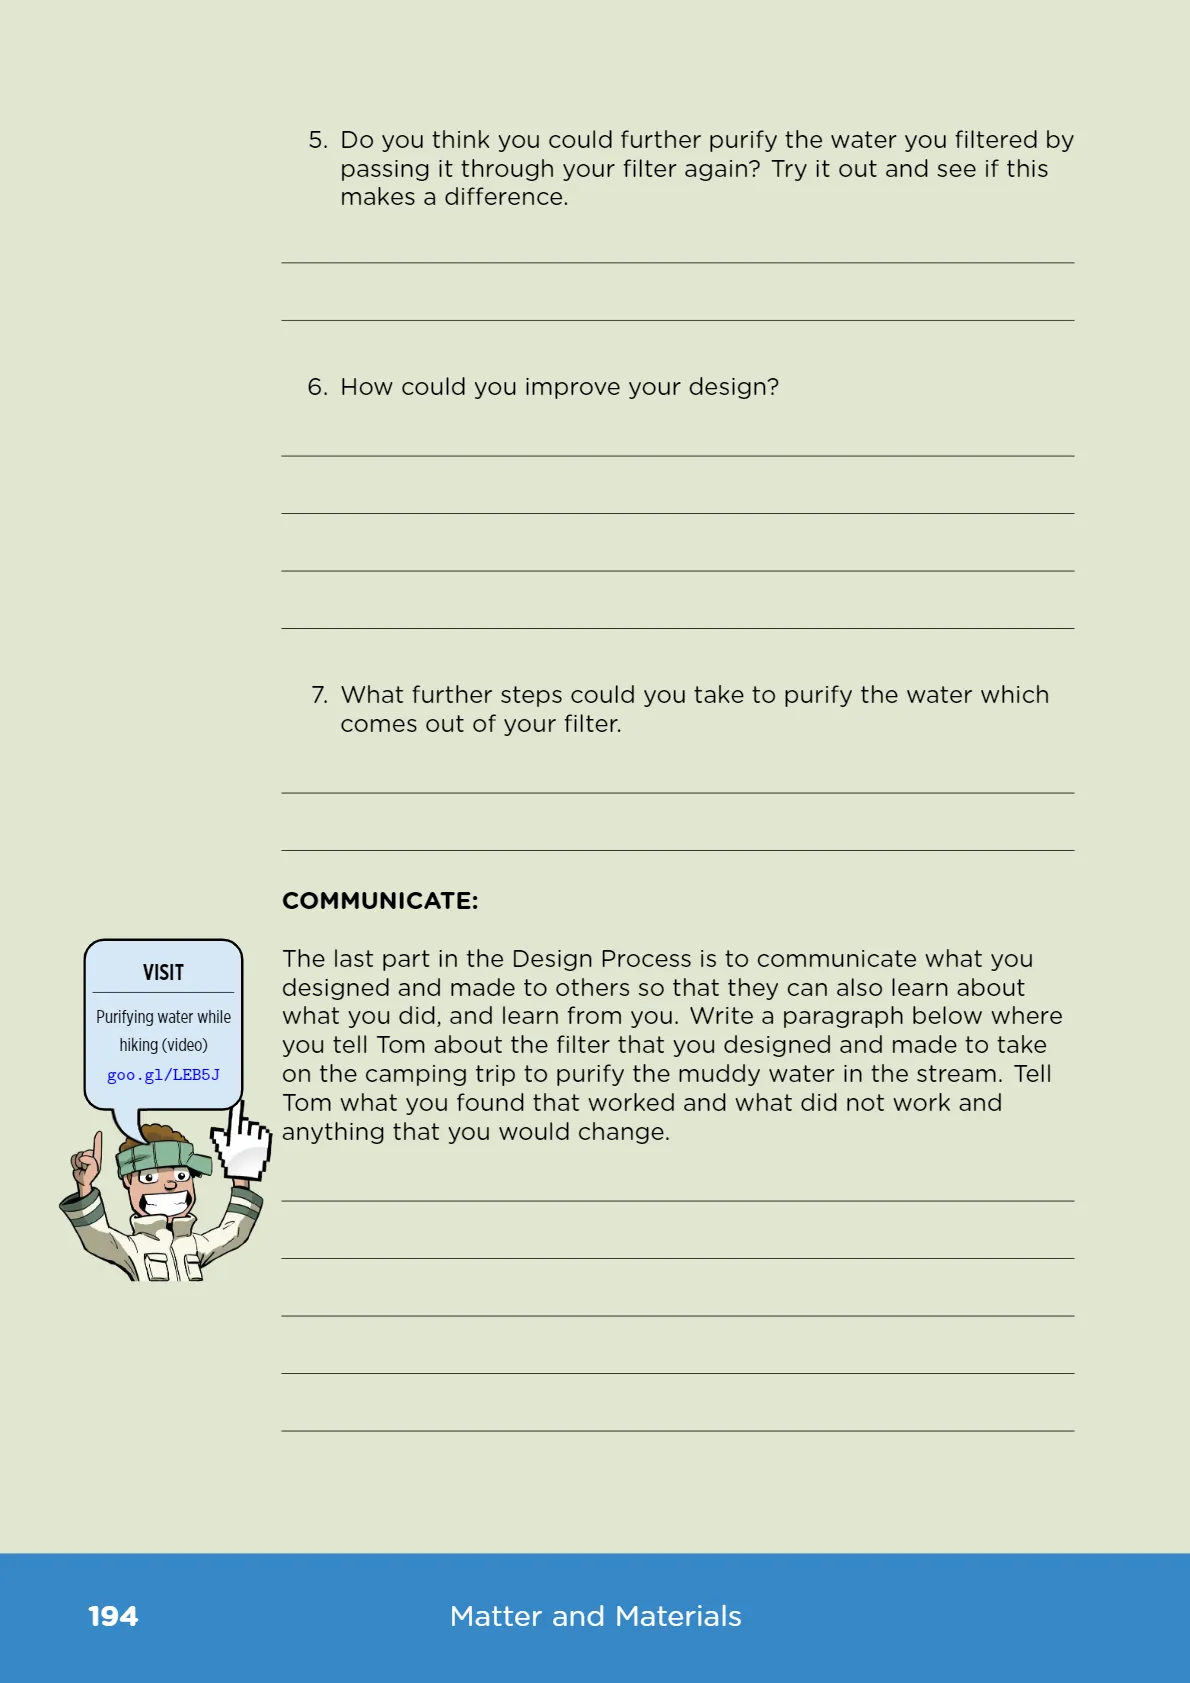 5. Do you think you could further purify the water you filtered by
passing it through your filter again? Try it out and see if this
makes a difference.
6. How could you improve your design?
7. What further steps could you take to purify the water which
comes out of your filter.
COMMUNICATE:
The last part in the Design Process is to communicate what you
designed and made to others so that they can also learn about
what you did, and learn from you. Write a paragraph below where
you tell Tom about the filter that you designed and made to take
on the camping trip to purify the muddy water in the stream. Tell
Tom what you found that worked and what did not work and
anything that you would change.
VISIT
Purifying water while
hiking (video)
goo.gl/LEB5J
194
Matter and Materials